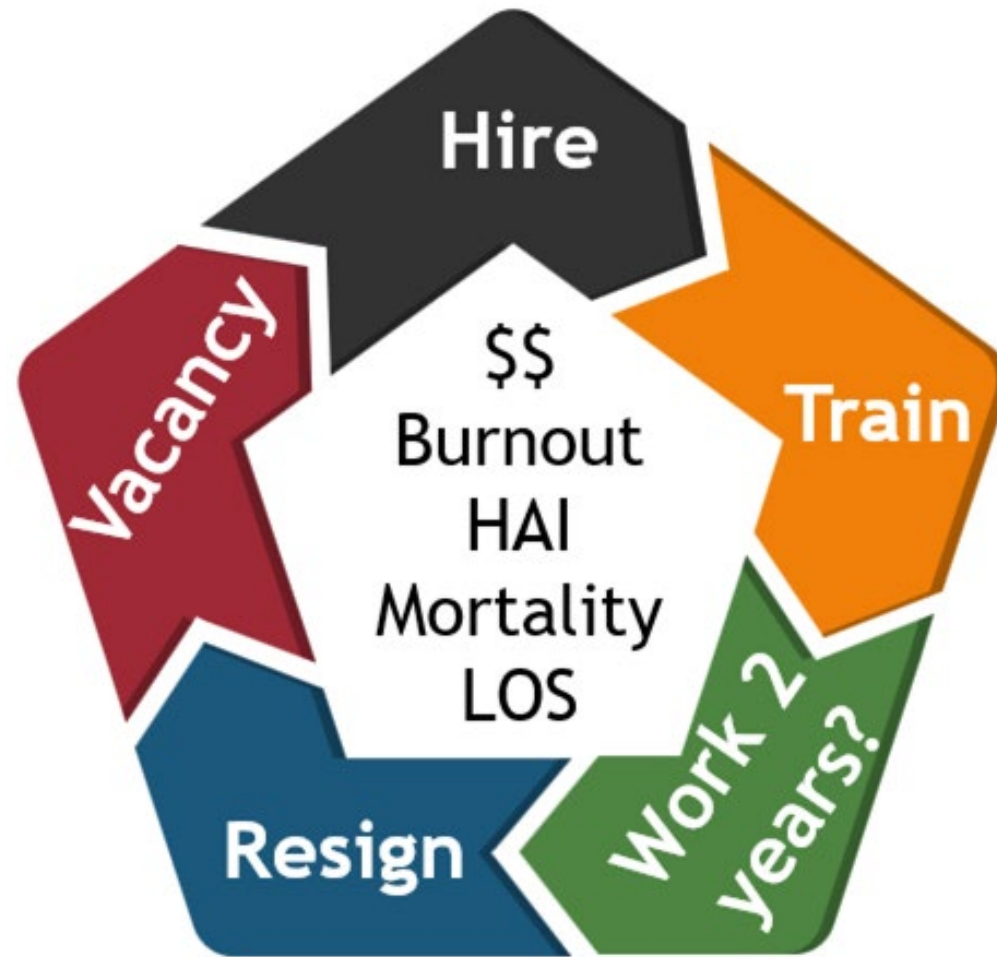 Hire
Train
Work 2
years?
Resign
Vacancy
$$
Burnout
HAI
Mortality
LOS